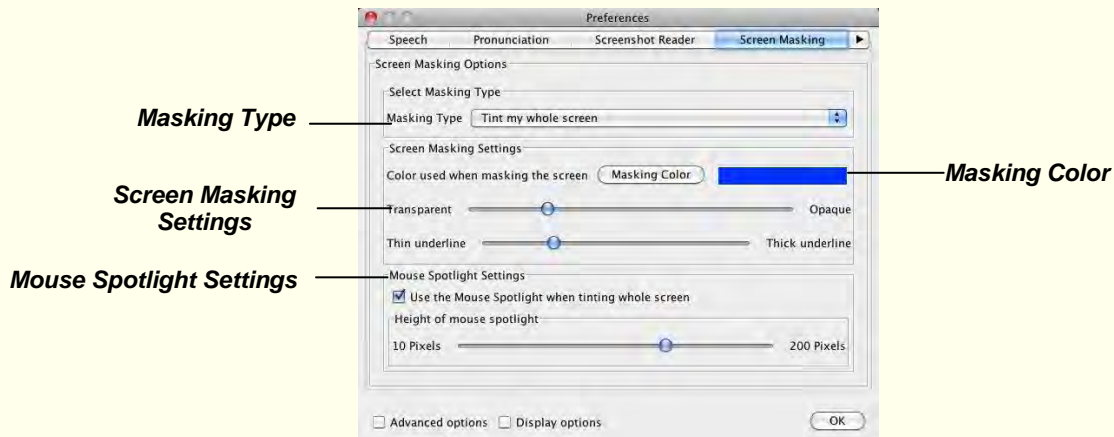 Preferences
Speech Pronunciation Screenshot Reader Screen Masking
Screen Masking Options
Select Masking Type
Masking Type
Masking Type Tint my whole screen
Screen Masking Settings
Color used when masking the screen Masking Color
Masking Color
Screen Masking
Settings
Transparent Opaque
Thin underline Thick underline
Mouse Spotlight Settings
Mouse Spotlight Settings
Use the Mouse Spotlight when tinting whole screen
Height of mouse spotlight
10 Pixels 200 Pixels
Advanced options Display options OK